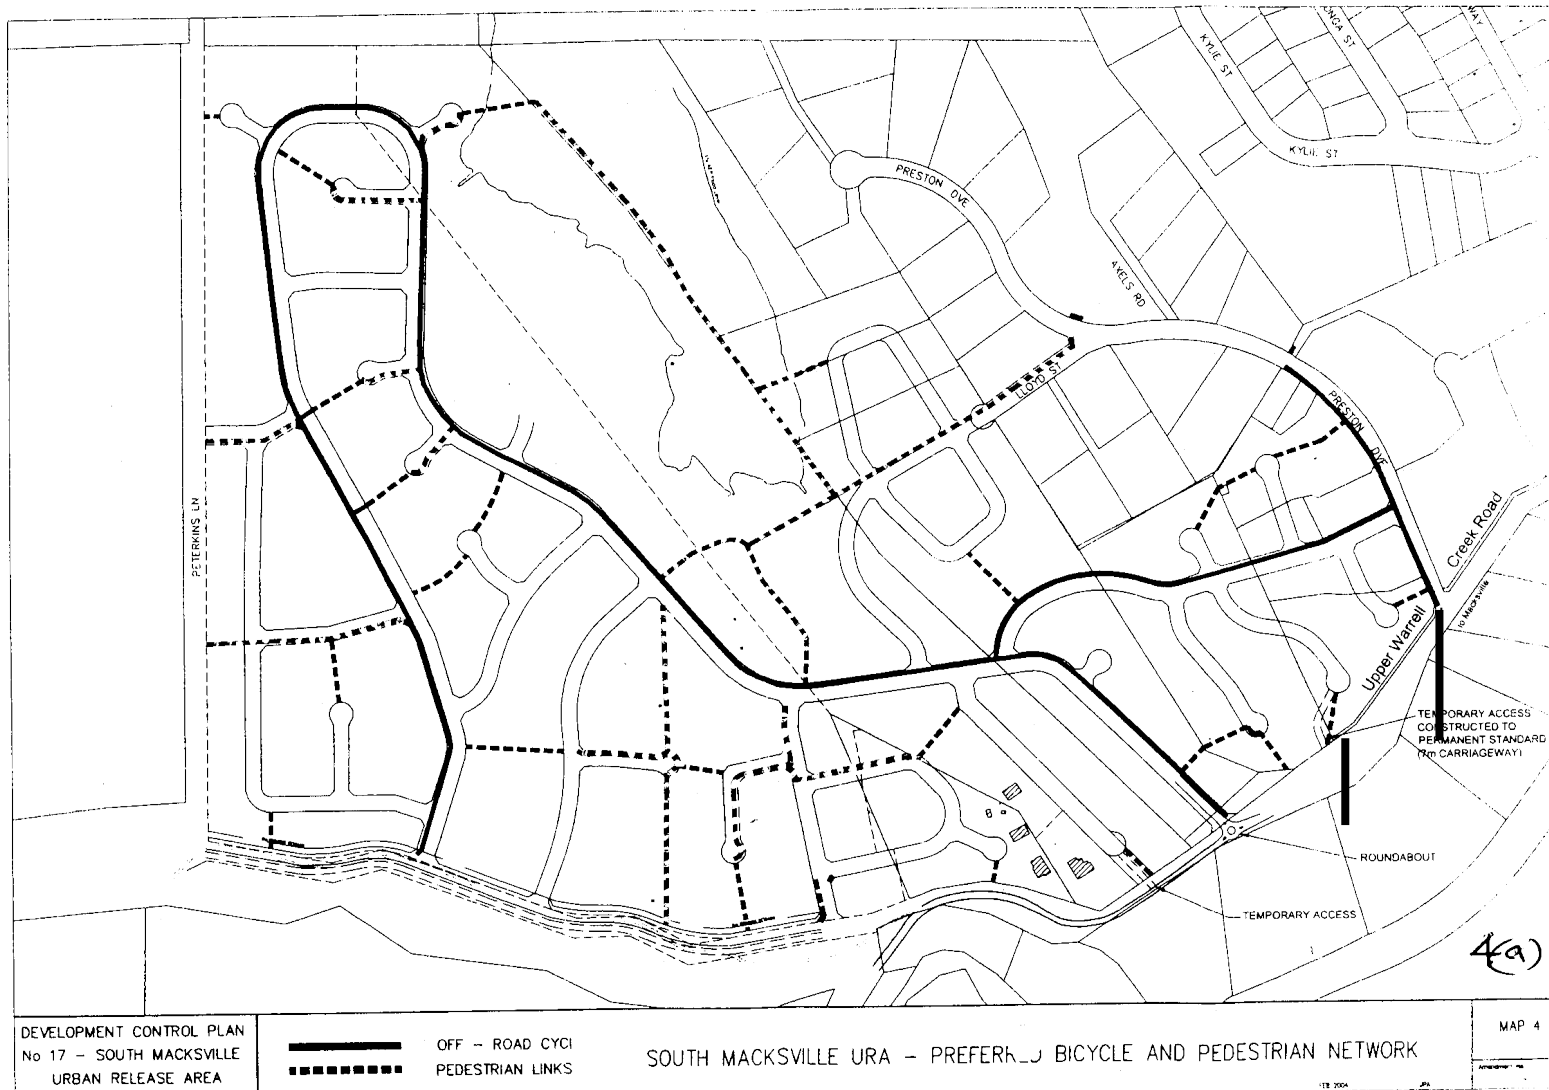 KYLIE ST
KYLIE ST
PRESTON DVE
AXELS RD
LLOYD ST
PRESTON DVE
PETERKINS LN
Creek Road
to Macksville
Upper Warrell
TEMPORARY ACCESS
CONSTRUCTED TO
PERMANENT STANDARD
(7m CARRIAGEWAY)
ROUNDABOUT
TEMPORARY ACCESS
4(a)
DEVELOPMENT CONTROL PLAN
No 17 - SOUTH MACKSVILLE
URBAN RELEASE AREA
OFF - ROAD CYCL
PEDESTRIAN LINKS
SOUTH MACKSVILLE URA - PREFERRED BICYCLE AND PEDESTRIAN NETWORK
MAP 4
2004